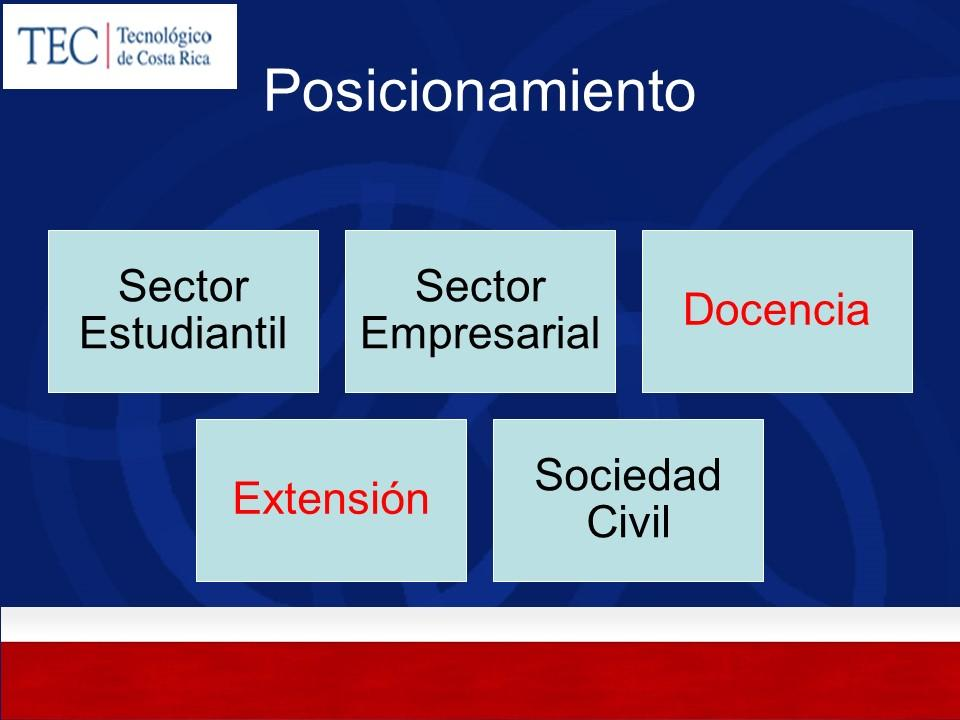 TEC
Tecnológico
de Costa Rica
Posicionamiento
Sector
Estudiantil
Sector
Empresarial
Docencia
Extensión
Sociedad
Civil